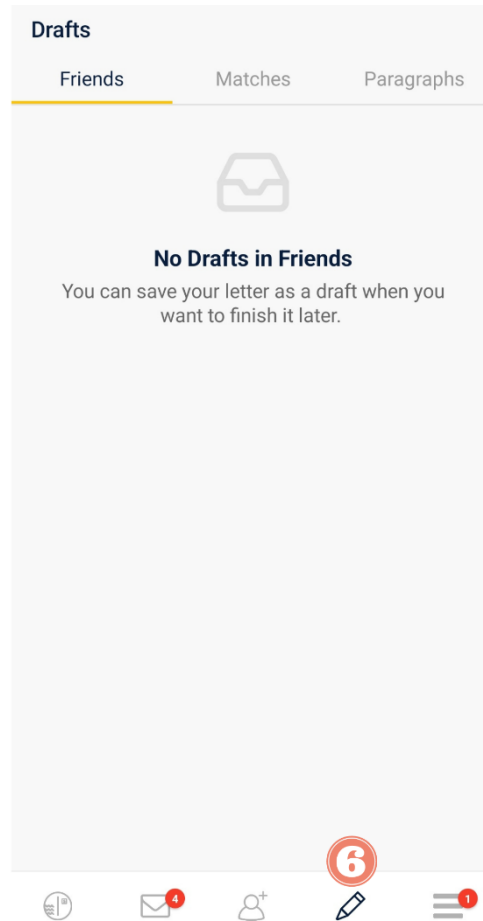 Drafts
Friends Matches Paragraphs
No Drafts in Friends
You can save your letter as a draft when you
want to finish it later.
6
4
1